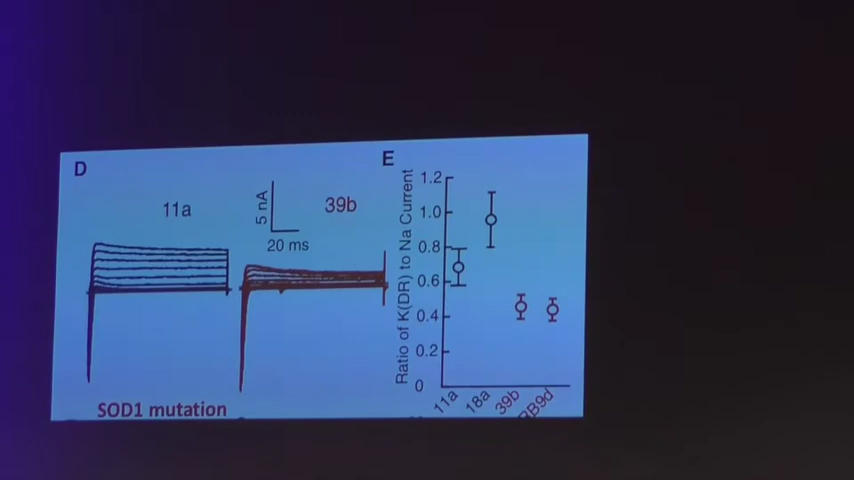 D
11a
5 nA
20 ms
39b
SOD1 mutation
E
Ratio of K(DR) to Na Current
1.2
1.0
0.8
0.6
0.4
0.2
0
11a
18a
39b
RB9d